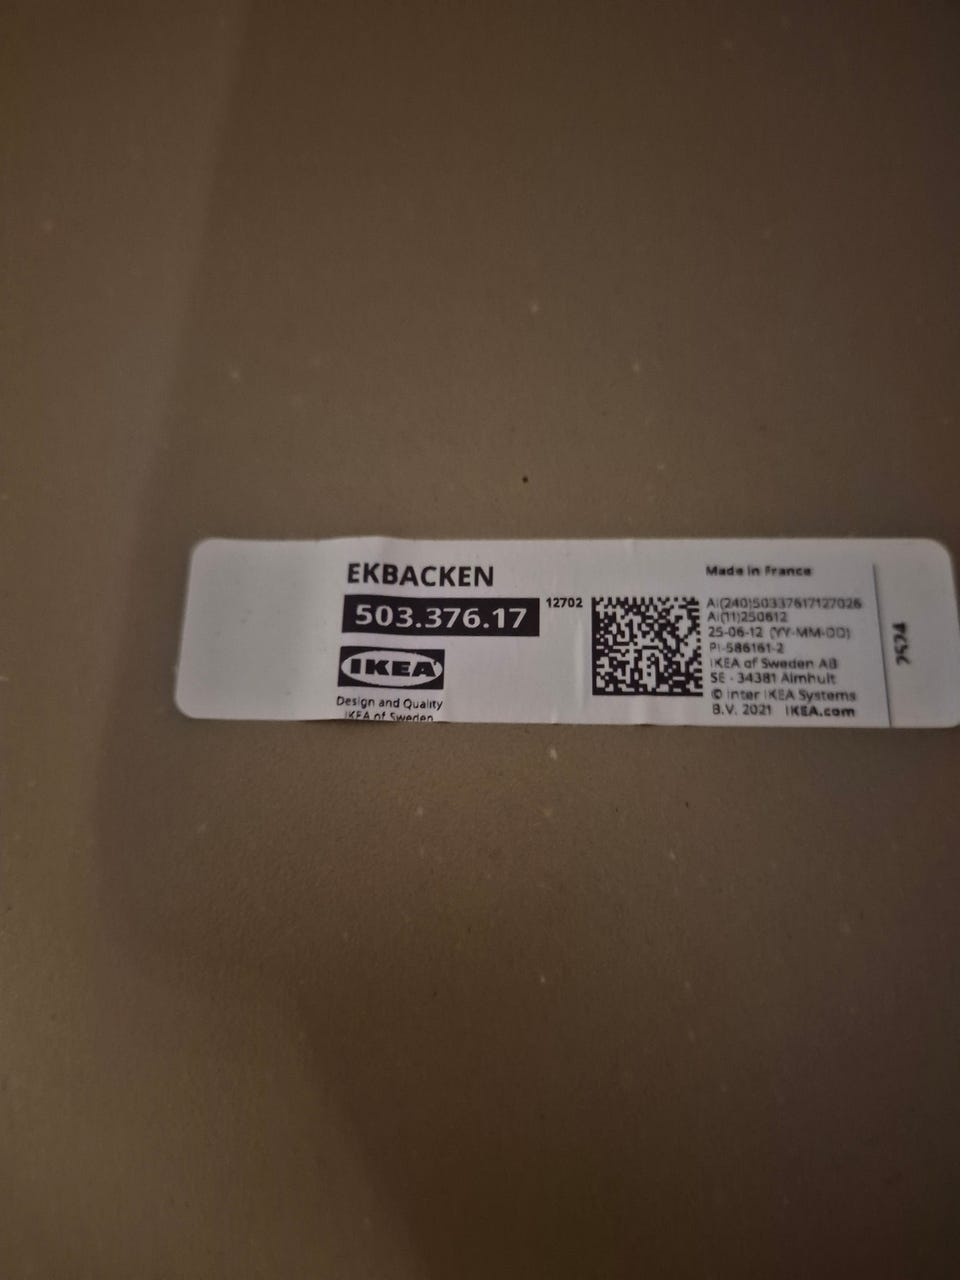 EKBACKEN
503.376.17
12702
IKEA
Design and Quality
IKEA of Sweden
Made in France
AI(240)50337617127026
AI(11)250612
25-06-12 (YY-MM-DD)
PI-586161-2
IKEA of Sweden AB
SE - 34381 Älmhult
© Inter IKEA Systems
B.V. 2021 IKEA.com
2524